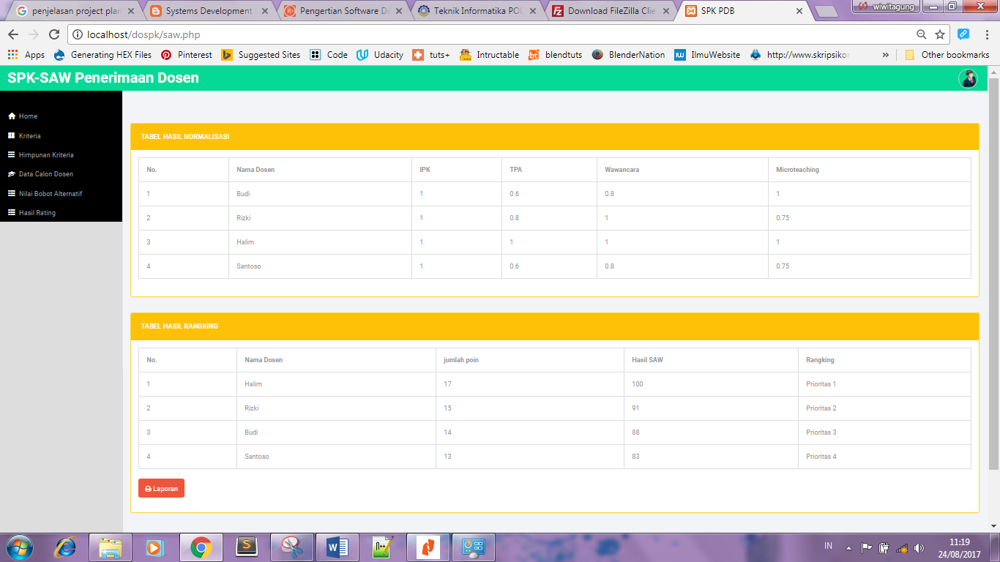 penjelasan project plan
Systems Development
Pengertian Software De
Teknik Informatika POL
Download FileZilla Clie
SPK PDB
wiwitagung
localhost/dospk/saw.php
Apps Generating HEX Files Pinterest Suggested Sites Code Udacity tuts+ Intructable blendtuts BlenderNation IlmuWebsite http://www.skripsiko » Other bookmarks
SPK-SAW Penerimaan Dosen
Home
Kriteria
Himpunan Kriteria
Data Calon Dosen
Nilai Bobot Alternatif
Hasil Rating
TABEL HASIL NORMALISASI
No. Nama Dosen IPK TPA Wawancara Microteaching
1 Budi 1 0.6 0.8 1
2 Rizki 1 0.8 1 0.75
3 Halim 1 1 1 1
4 Santoso 1 0.6 0.8 0.75
TABEL HASIL RANGKING
No. Nama Dosen jumlah poin Hasil SAW Rangking
1 Halim 17 100 Prioritas 1
2 Rizki 15 91 Prioritas 2
3 Budi 14 88 Prioritas 3
4 Santoso 13 83 Prioritas 4
Laporan
IN
11:19
24/08/2017